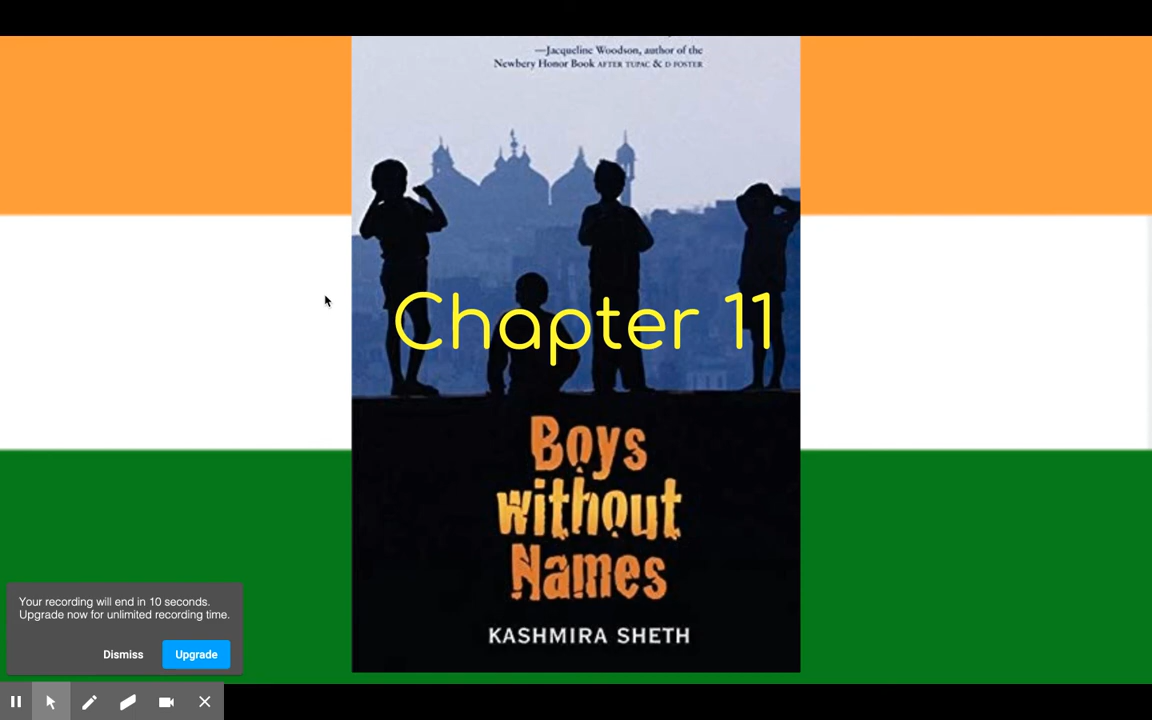 —Jacqueline Woodson, author of the
Newbery Honor Book AFTER TUPAC & D FOSTER
Chapter 11
Boys
without
Names
KASHMIRA SHETH
Your recording will end in 10 seconds.
Upgrade now for unlimited recording time.
Dismiss Upgrade